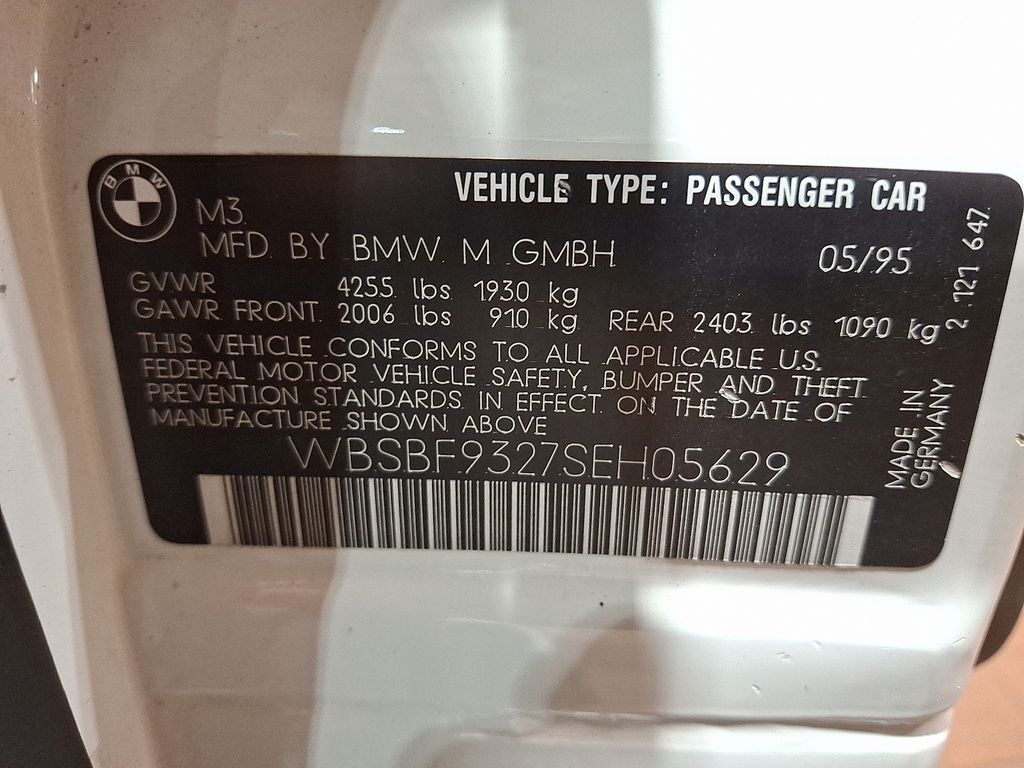 BMW
VEHICLE TYPE: PASSENGER CAR
M3
MFD BY BMW M GMBH 05/95
GVWR 4255 lbs 1930 kg
GAWR FRONT 2006 lbs 910 kg REAR 2403 lbs 1090 kg
THIS VEHICLE CONFORMS TO ALL APPLICABLE U.S.
FEDERAL MOTOR VEHICLE SAFETY, BUMPER AND THEFT
PREVENTION STANDARDS IN EFFECT ON THE DATE OF
MANUFACTURE SHOWN ABOVE
WBSBF9327SEH05629
MADE IN
GERMANY
2 121 647